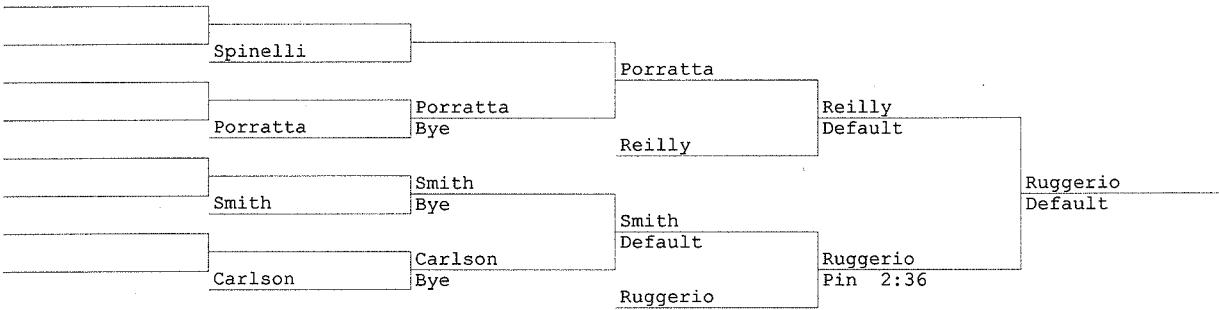 Spinelli
Porratta
Porratta
Reilly
Porratta
Bye
Default
Reilly
Smith
Ruggerio
Smith
Bye
Default
Smith
Default
Carlson
Ruggerio
Carlson
Bye
Pin 2:36
Ruggerio